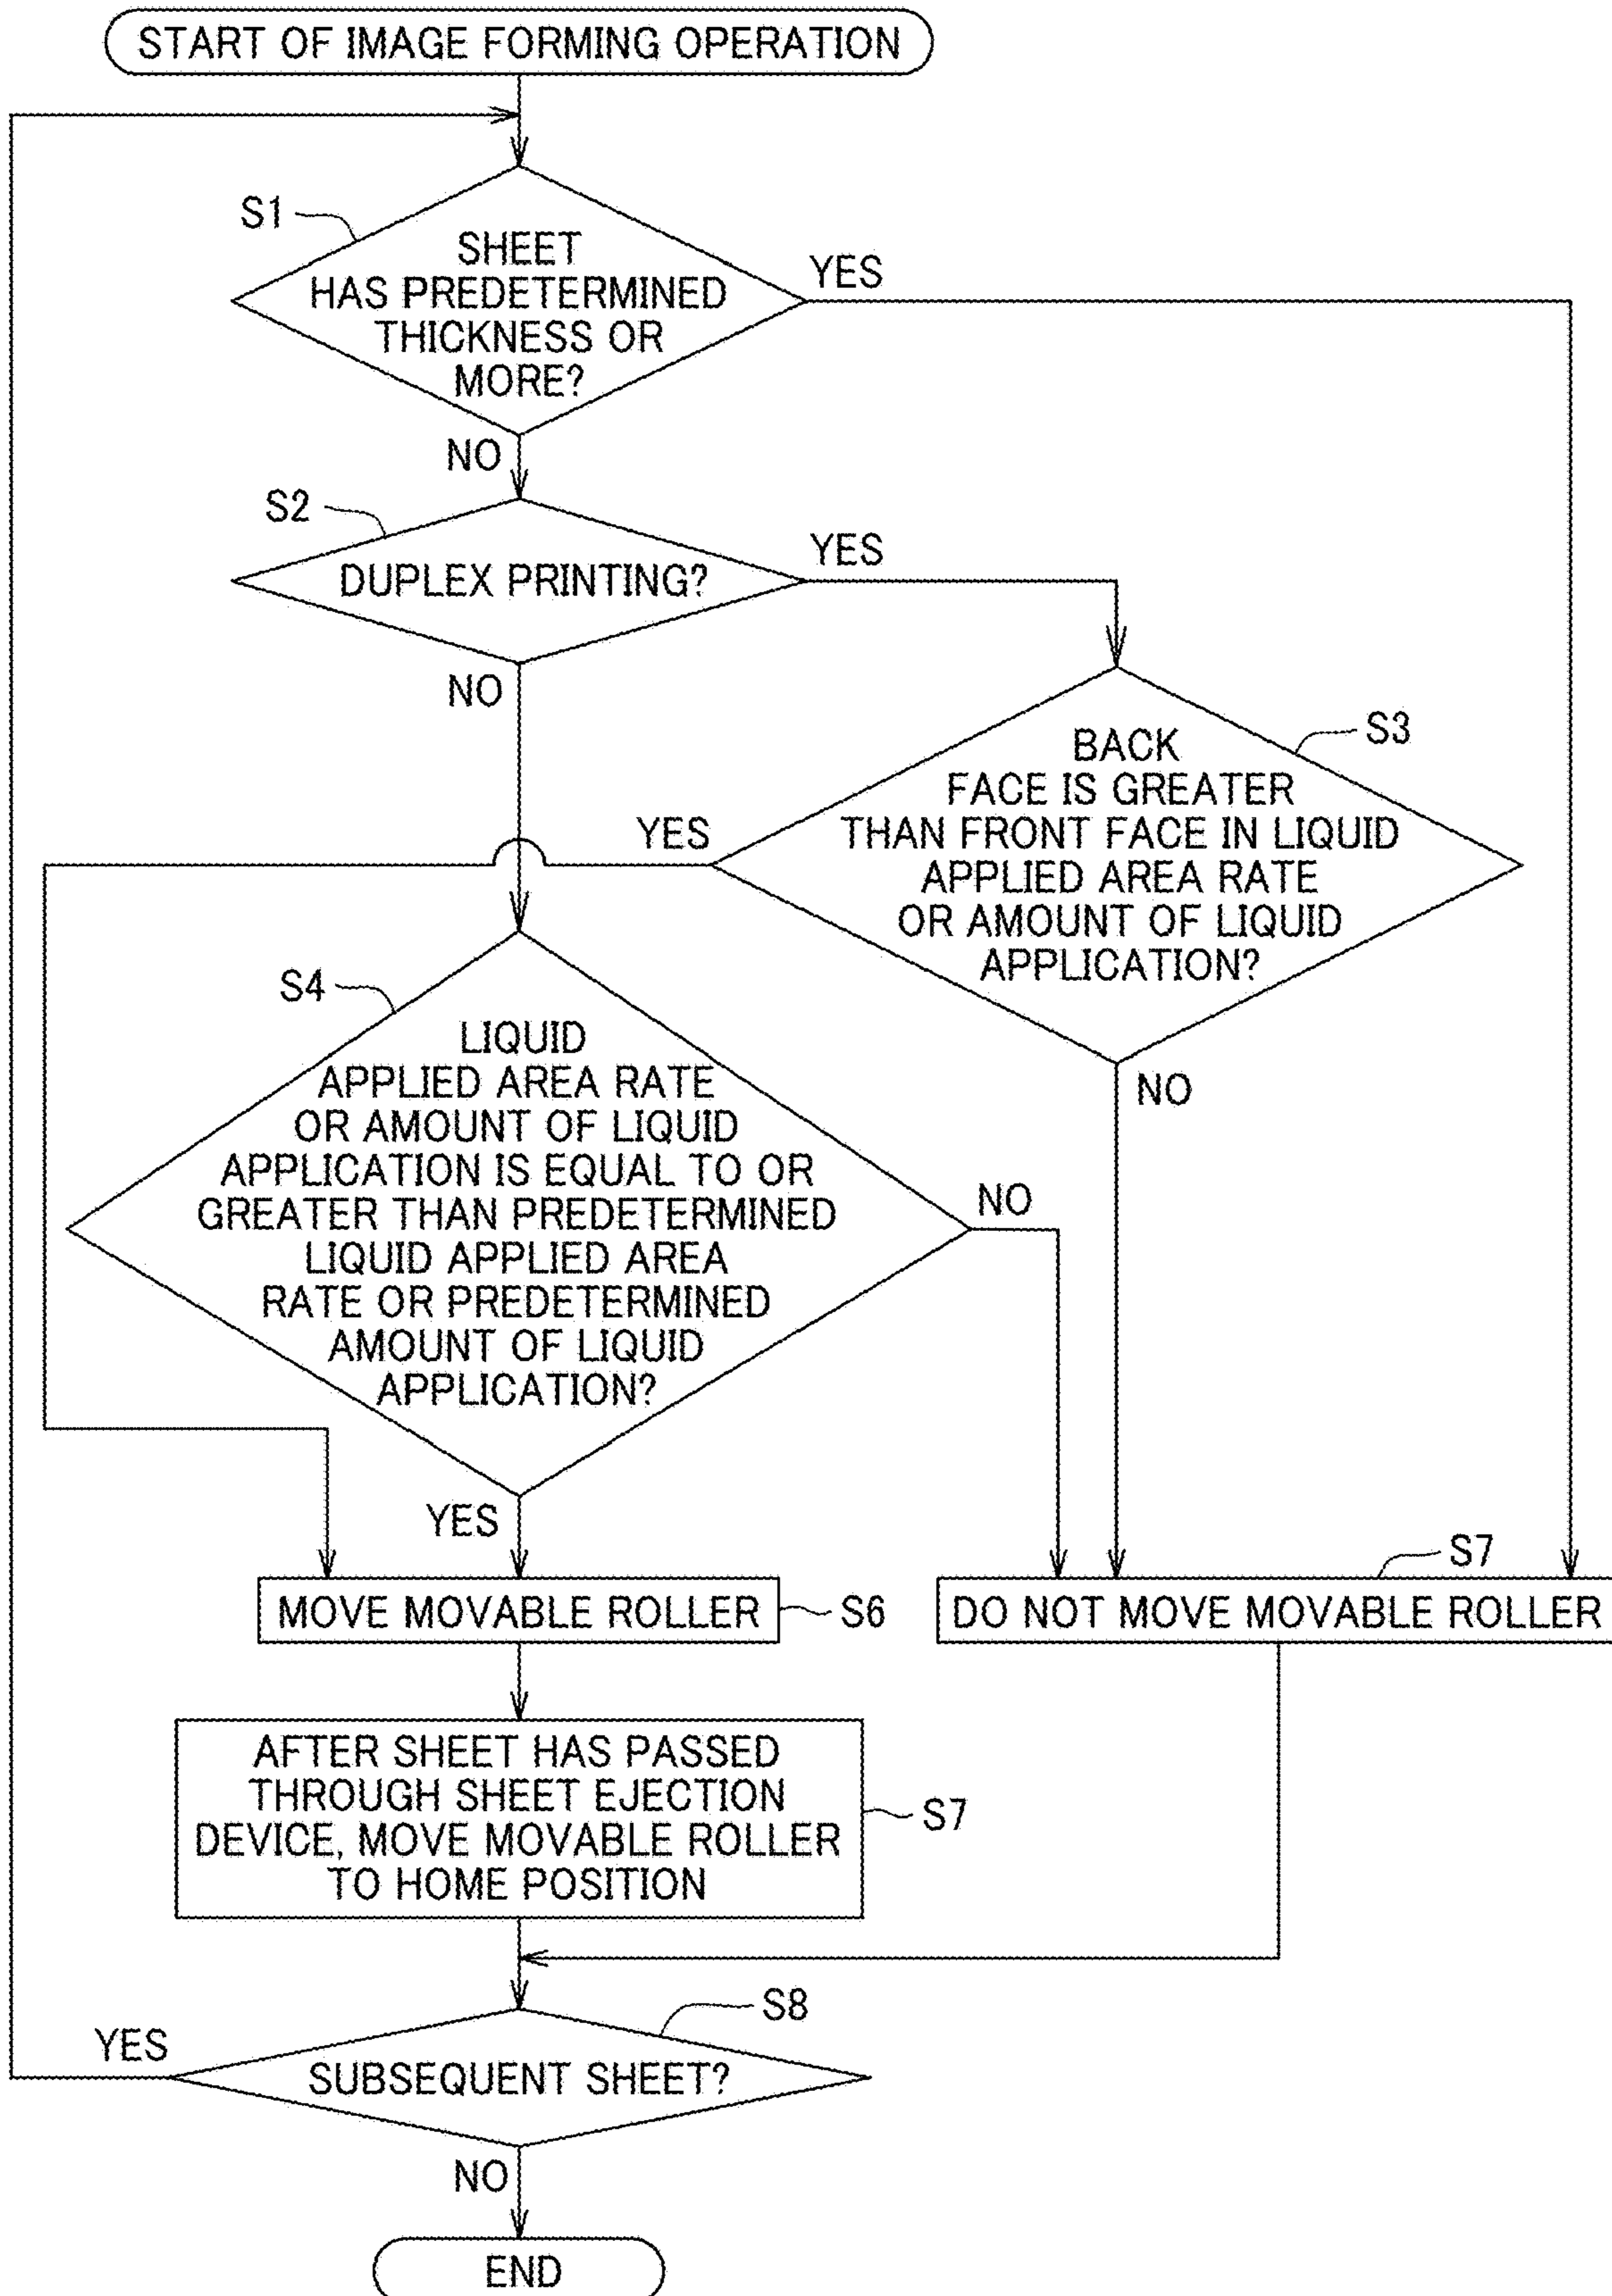 START OF IMAGE FORMING OPERATION
S1
SHEET
HAS PREDETERMINED
THICKNESS OR
MORE?
YES
NO
S2
DUPLEX PRINTING?
YES
NO
S3
BACK
FACE IS GREATER
THAN FRONT FACE IN LIQUID
APPLIED AREA RATE
OR AMOUNT OF LIQUID
APPLICATION?
YES
NO
S4
LIQUID
APPLIED AREA RATE
OR AMOUNT OF LIQUID
APPLICATION IS EQUAL TO OR
GREATER THAN PREDETERMINED
LIQUID APPLIED AREA
RATE OR PREDETERMINED
AMOUNT OF LIQUID
APPLICATION?
NO
YES
MOVE MOVABLE ROLLER
S6
S7
DO NOT MOVE MOVABLE ROLLER
AFTER SHEET HAS PASSED
THROUGH SHEET EJECTION
DEVICE, MOVE MOVABLE ROLLER
TO HOME POSITION
S7
S8
SUBSEQUENT SHEET?
YES
NO
END